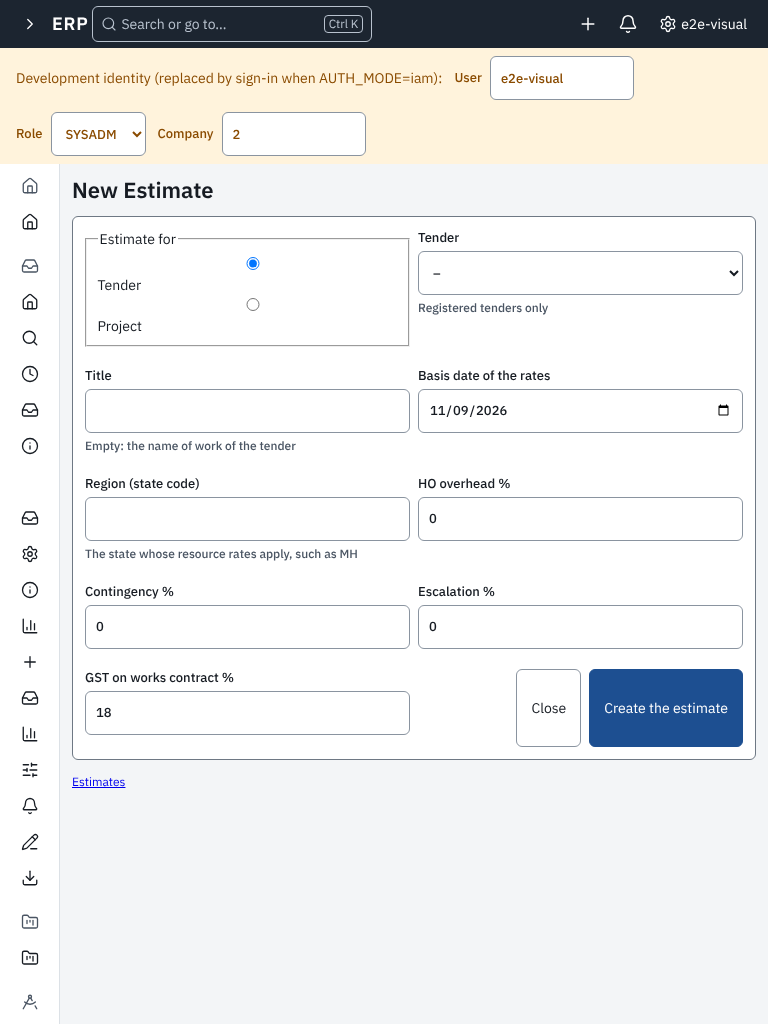 ERP
Search or go to...
Ctrl K
e2e-visual
Development identity (replaced by sign-in when AUTH_MODE=iam):
User
e2e-visual
Role
SYSADM
Company
2
New Estimate
Estimate for
Tender
Project
Tender
–
Registered tenders only
Title
Empty: the name of work of the tender
Basis date of the rates
11/09/2026
Region (state code)
The state whose resource rates apply, such as MH
HO overhead %
0
Contingency %
0
Escalation %
0
GST on works contract %
18
Close
Create the estimate
Estimates